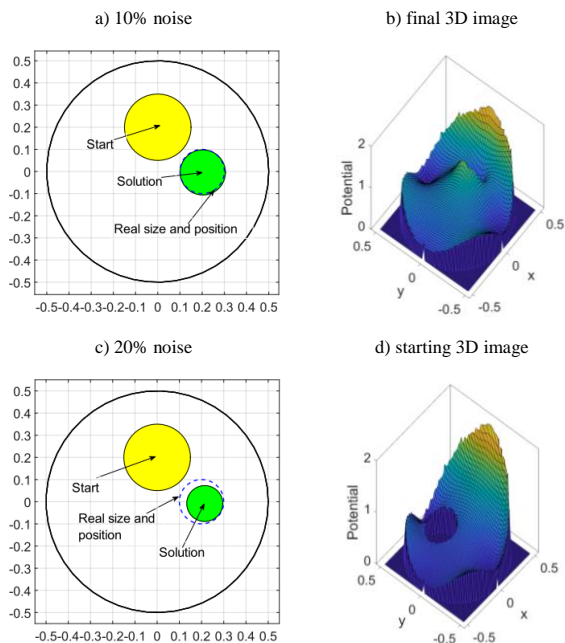 a) 10% noise
b) final 3D image
0.5
0.4
0.3
0.2
0.1
0
-0.1
-0.2
-0.3
-0.4
-0.5
Start
Solution
Real size and position
-0.5-0.4-0.3-0.2-0.1 0 0.1 0.2 0.3 0.4 0.5
Potential
2
1
0
0.5
0
-0.5
y
-0.5
0
0.5
x
c) 20% noise
d) starting 3D image
0.5
0.4
0.3
0.2
0.1
0
-0.1
-0.2
-0.3
-0.4
-0.5
Start
Real size and
position
Solution
-0.5-0.4-0.3-0.2-0.1 0 0.1 0.2 0.3 0.4 0.5
Potential
2
1
0
0.5
0
-0.5
y
-0.5
0
0.5
x